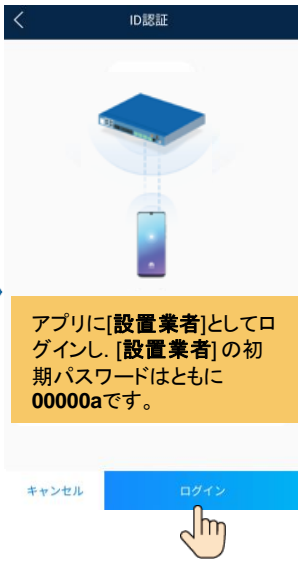 ID認証
アプリに[設置業者]としてロ
グインし. [設置業者] の初
期パスワードはともに
00000aです。
キャンセル
ログイン